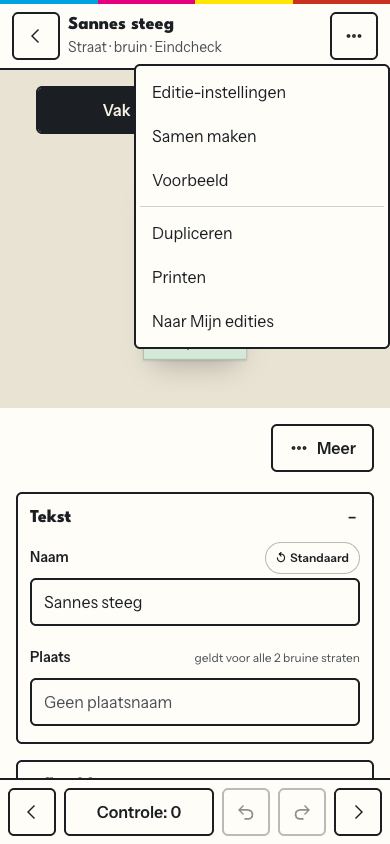 Sannes steeg
Straat·bruin·Eindcheck
Vak
Editie-instellingen
Samen maken
Voorbeeld
Dupliceren
Printen
Naar Mijn edities
Meer
Tekst
Naam
Standaard
Sannes steeg
Plaats
geldt voor alle 2 bruine straten
Geen plaatsnaam
Controle: 0